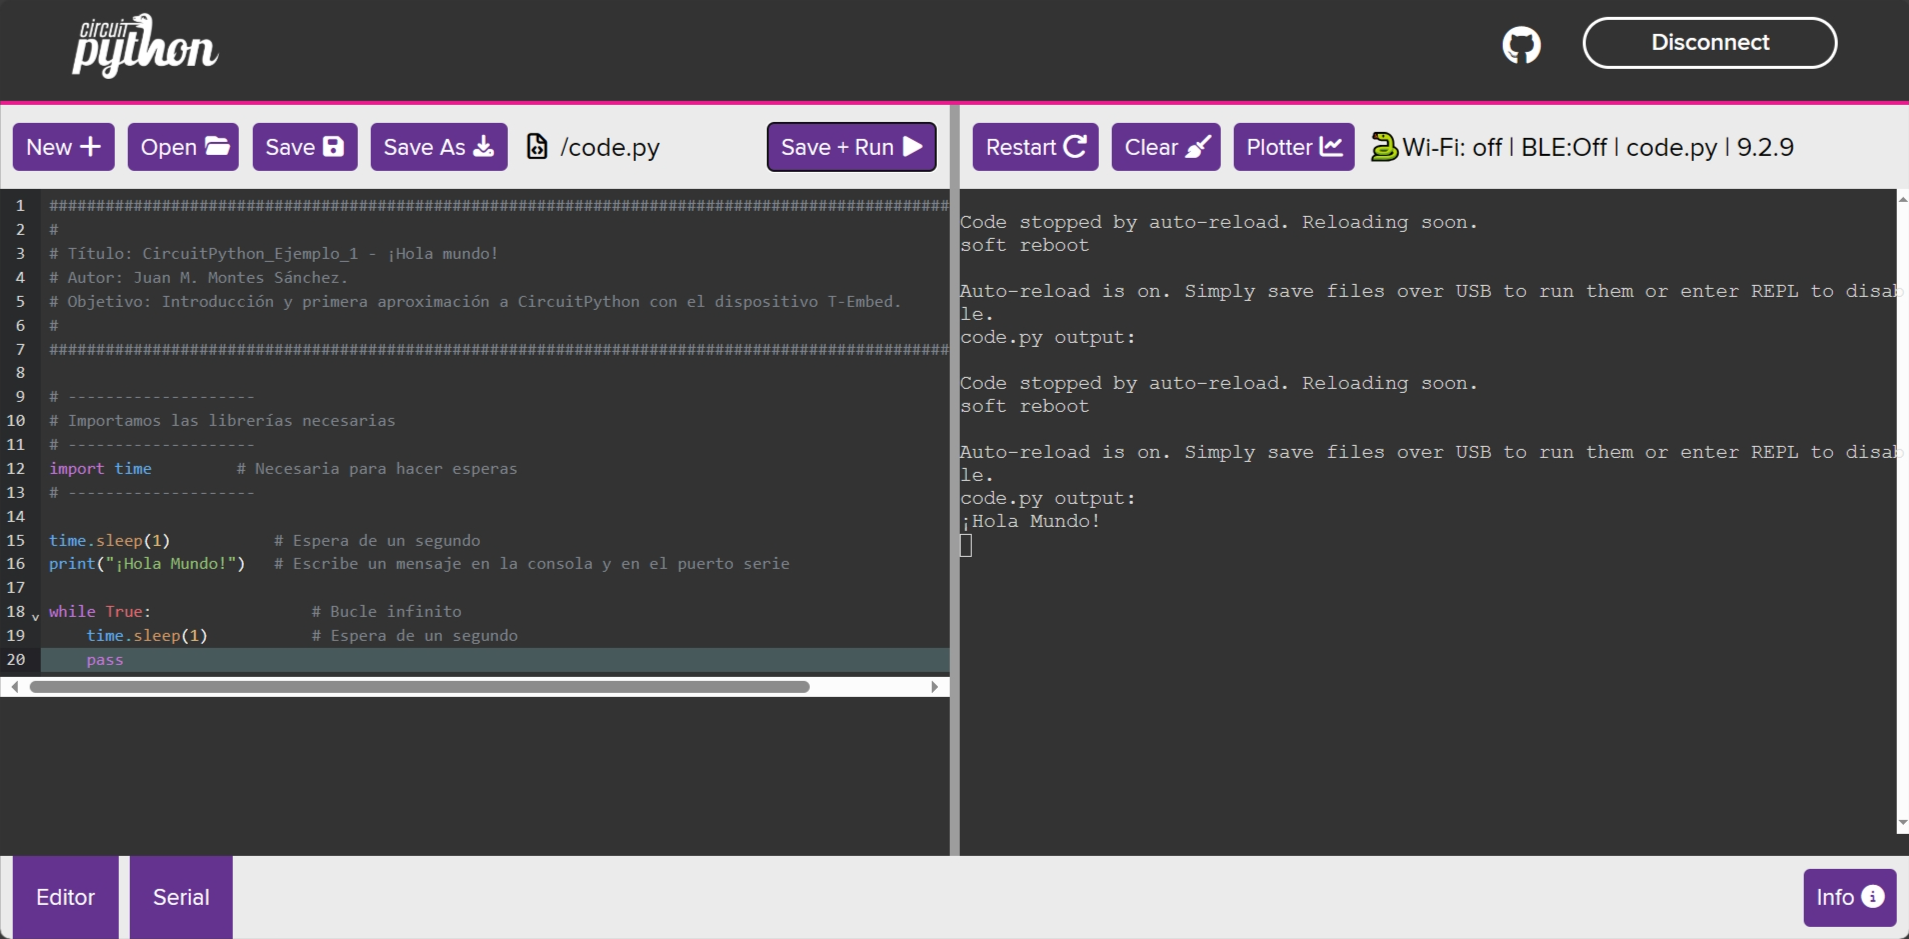 circuit
python
Disconnect
New
Open
Save
Save As
/code.py
Save + Run
Restart
Clear
Plotter
Wi-Fi: off | BLE:Off | code.py | 9.2.9
1 ################################################################################################
2 #
3 # Título: CircuitPython_Ejemplo_1 - ¡Hola mundo!
4 # Autor: Juan M. Montes Sánchez.
5 # Objetivo: Introducción y primera aproximación a CircuitPython con el dispositivo T-Embed.
6 #
7 ################################################################################################
8
9 # --------------------
10 # Importamos las librerías necesarias
11 # --------------------
12 import time         # Necesaria para hacer esperas
13 # --------------------
14
15 time.sleep(1)           # Espera de un segundo
16 print("¡Hola Mundo!")   # Escribe un mensaje en la consola y en el puerto serie
17
18 while True:                 # Bucle infinito
19     time.sleep(1)           # Espera de un segundo
20     pass
Code stopped by auto-reload. Reloading soon.
soft reboot
Auto-reload is on. Simply save files over USB to run them or enter REPL to disab
le.
code.py output:
Code stopped by auto-reload. Reloading soon.
soft reboot
Auto-reload is on. Simply save files over USB to run them or enter REPL to disab
le.
code.py output:
¡Hola Mundo!
Editor
Serial
Info